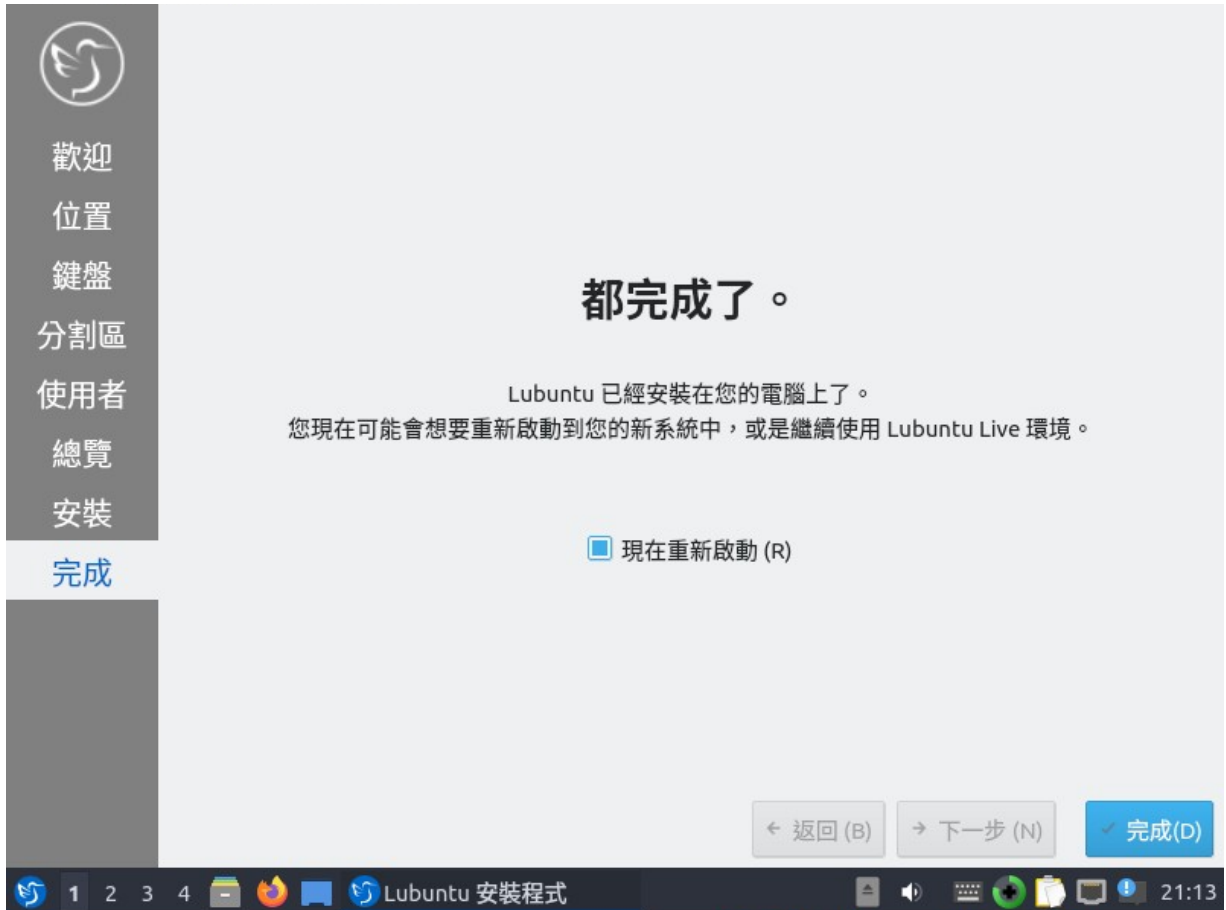 歡迎
位置
鍵盤
分割區
使用者
總覽
安裝
完成
都完成了。
Lubuntu 已經安裝在您的電腦上了。
您現在可能會想要重新啟動到您的新系統中，或是繼續使用 Lubuntu Live 環境。
現在重新啟動 (R)
返回 (B) 下一步 (N) 完成(D)
1 2 3 4 Lubuntu 安裝程式 21:13